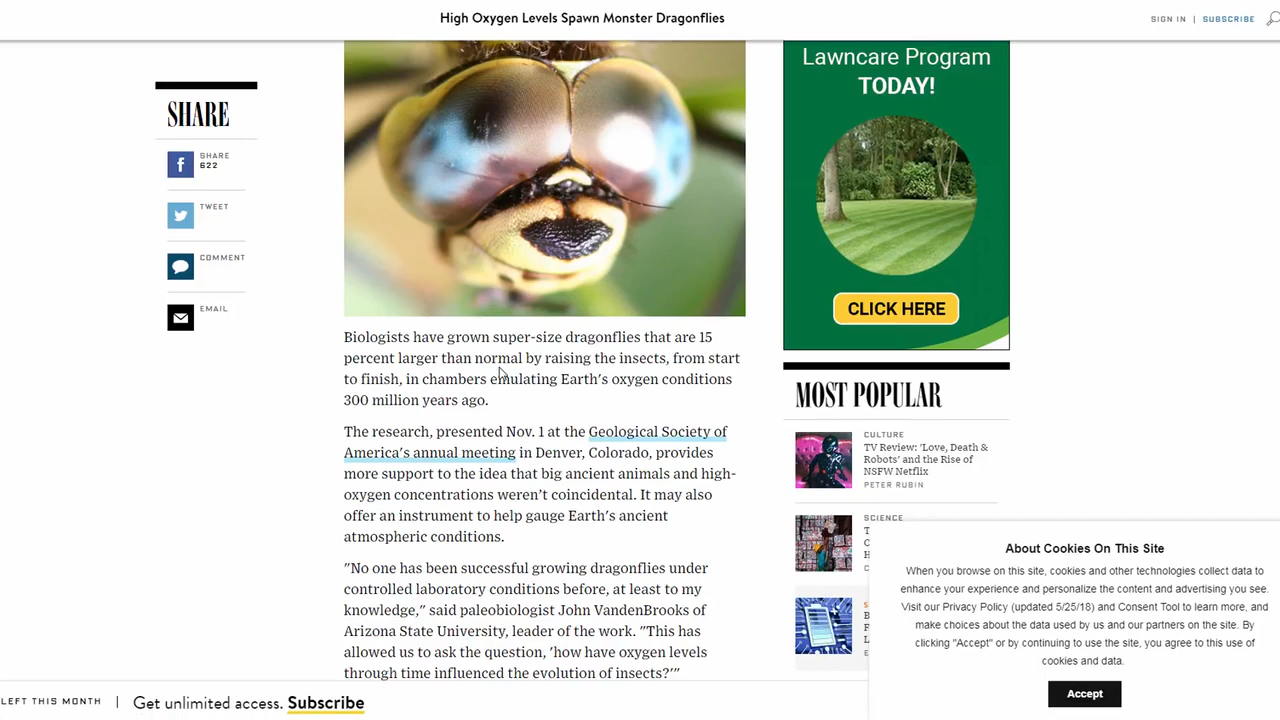 High Oxygen Levels Spawn Monster Dragonflies
SIGN IN | SUBSCRIBE
SHARE
SHARE
622
TWEET
COMMENT
EMAIL
Biologists have grown super-size dragonflies that are 15
percent larger than normal by raising the insects, from start
to finish, in chambers emulating Earth's oxygen conditions
300 million years ago.
The research, presented Nov. 1 at the Geological Society of
America's annual meeting in Denver, Colorado, provides
more support to the idea that big ancient animals and high-
oxygen concentrations weren't coincidental. It may also
offer an instrument to help gauge Earth's ancient
atmospheric conditions.
"No one has been successful growing dragonflies under
controlled laboratory conditions before, at least to my
knowledge," said paleobiologist John VandenBrooks of
Arizona State University, leader of the work. "This has
allowed us to ask the question, 'how have oxygen levels
through time influenced the evolution of insects?'"
Lawncare Program
TODAY!
CLICK HERE
MOST POPULAR
CULTURE
TV Review: 'Love, Death &
Robots' and the Rise of
NSFW Netflix
PETER RUBIN
SCIENCE
About Cookies On This Site
When you browse on this site, cookies and other technologies collect data to
enhance your experience and personalize the content and advertising you see.
Visit our Privacy Policy (updated 5/25/18) and Consent Tool to learn more, and
make choices about the data used by us and our partners on the site. By
clicking "Accept" or by continuing to use the site, you agree to this use of
cookies and data.
Accept
LEFT THIS MONTH | Get unlimited access. Subscribe